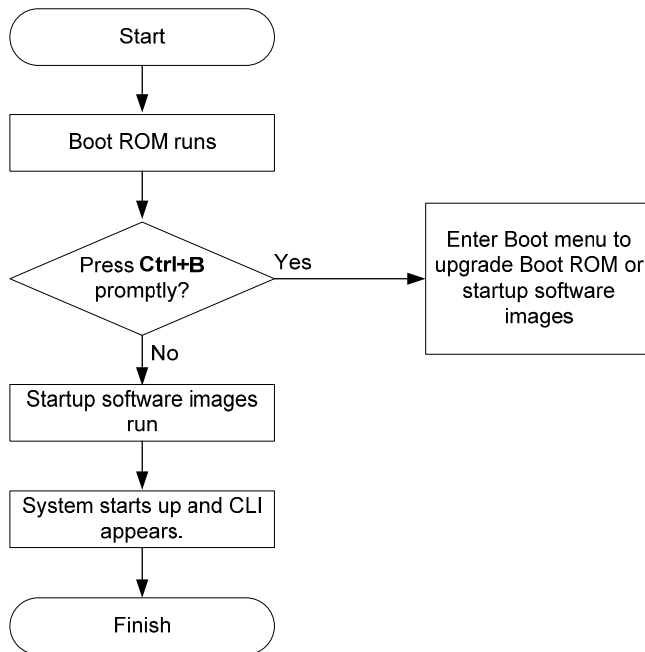 Start
Boot ROM runs
Press Ctrl+B
promptly?
Yes
Enter Boot menu to
upgrade Boot ROM or
startup software
images
No
Startup software images
run
System starts up and CLI
appears.
Finish